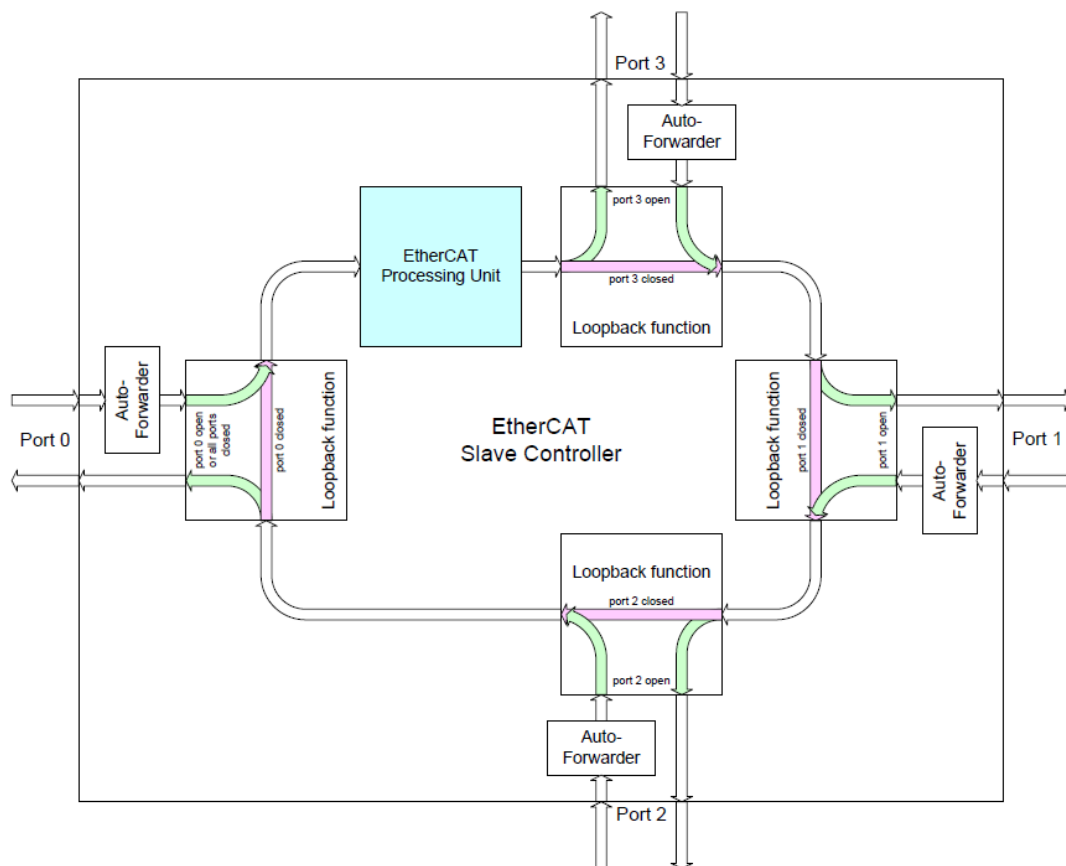 Port 3
Auto-
Forwarder
port 3 open
EtherCAT
Processing Unit
port 3 closed
Loopback function
Port 0
Auto-
Forwarder
port 0 open
or all ports
closed
port 0 closed
Loopback function
EtherCAT
Slave Controller
Loopback function
port 1 closed
port 1 open
Auto-
Forwarder
Port 1
Loopback function
port 2 closed
port 2 open
Auto-
Forwarder
Port 2